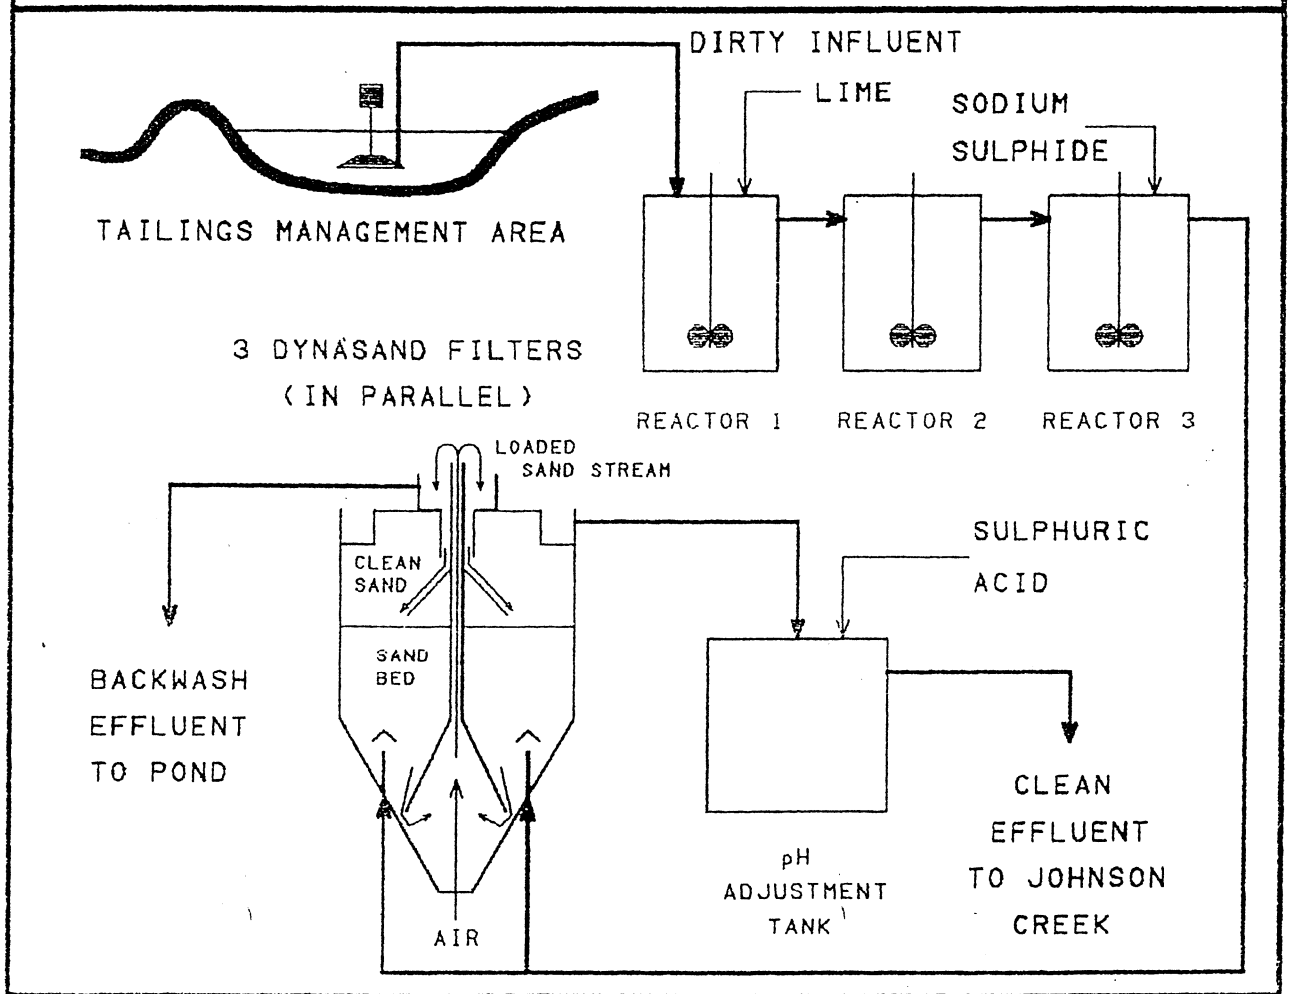 DIRTY INFLUENT
LIME
SODIUM
SULPHIDE
TAILINGS MANAGEMENT AREA
3 DYNASAND FILTERS
(IN PARALLEL)
REACTOR 1
REACTOR 2
REACTOR 3
LOADED
SAND STREAM
CLEAN
SAND
SULPHURIC
ACID
SAND
BED
BACKWASH
EFFLUENT
TO POND
CLEAN
EFFLUENT
TO JOHNSON
CREEK
pH
ADJUSTMENT
TANK
AIR